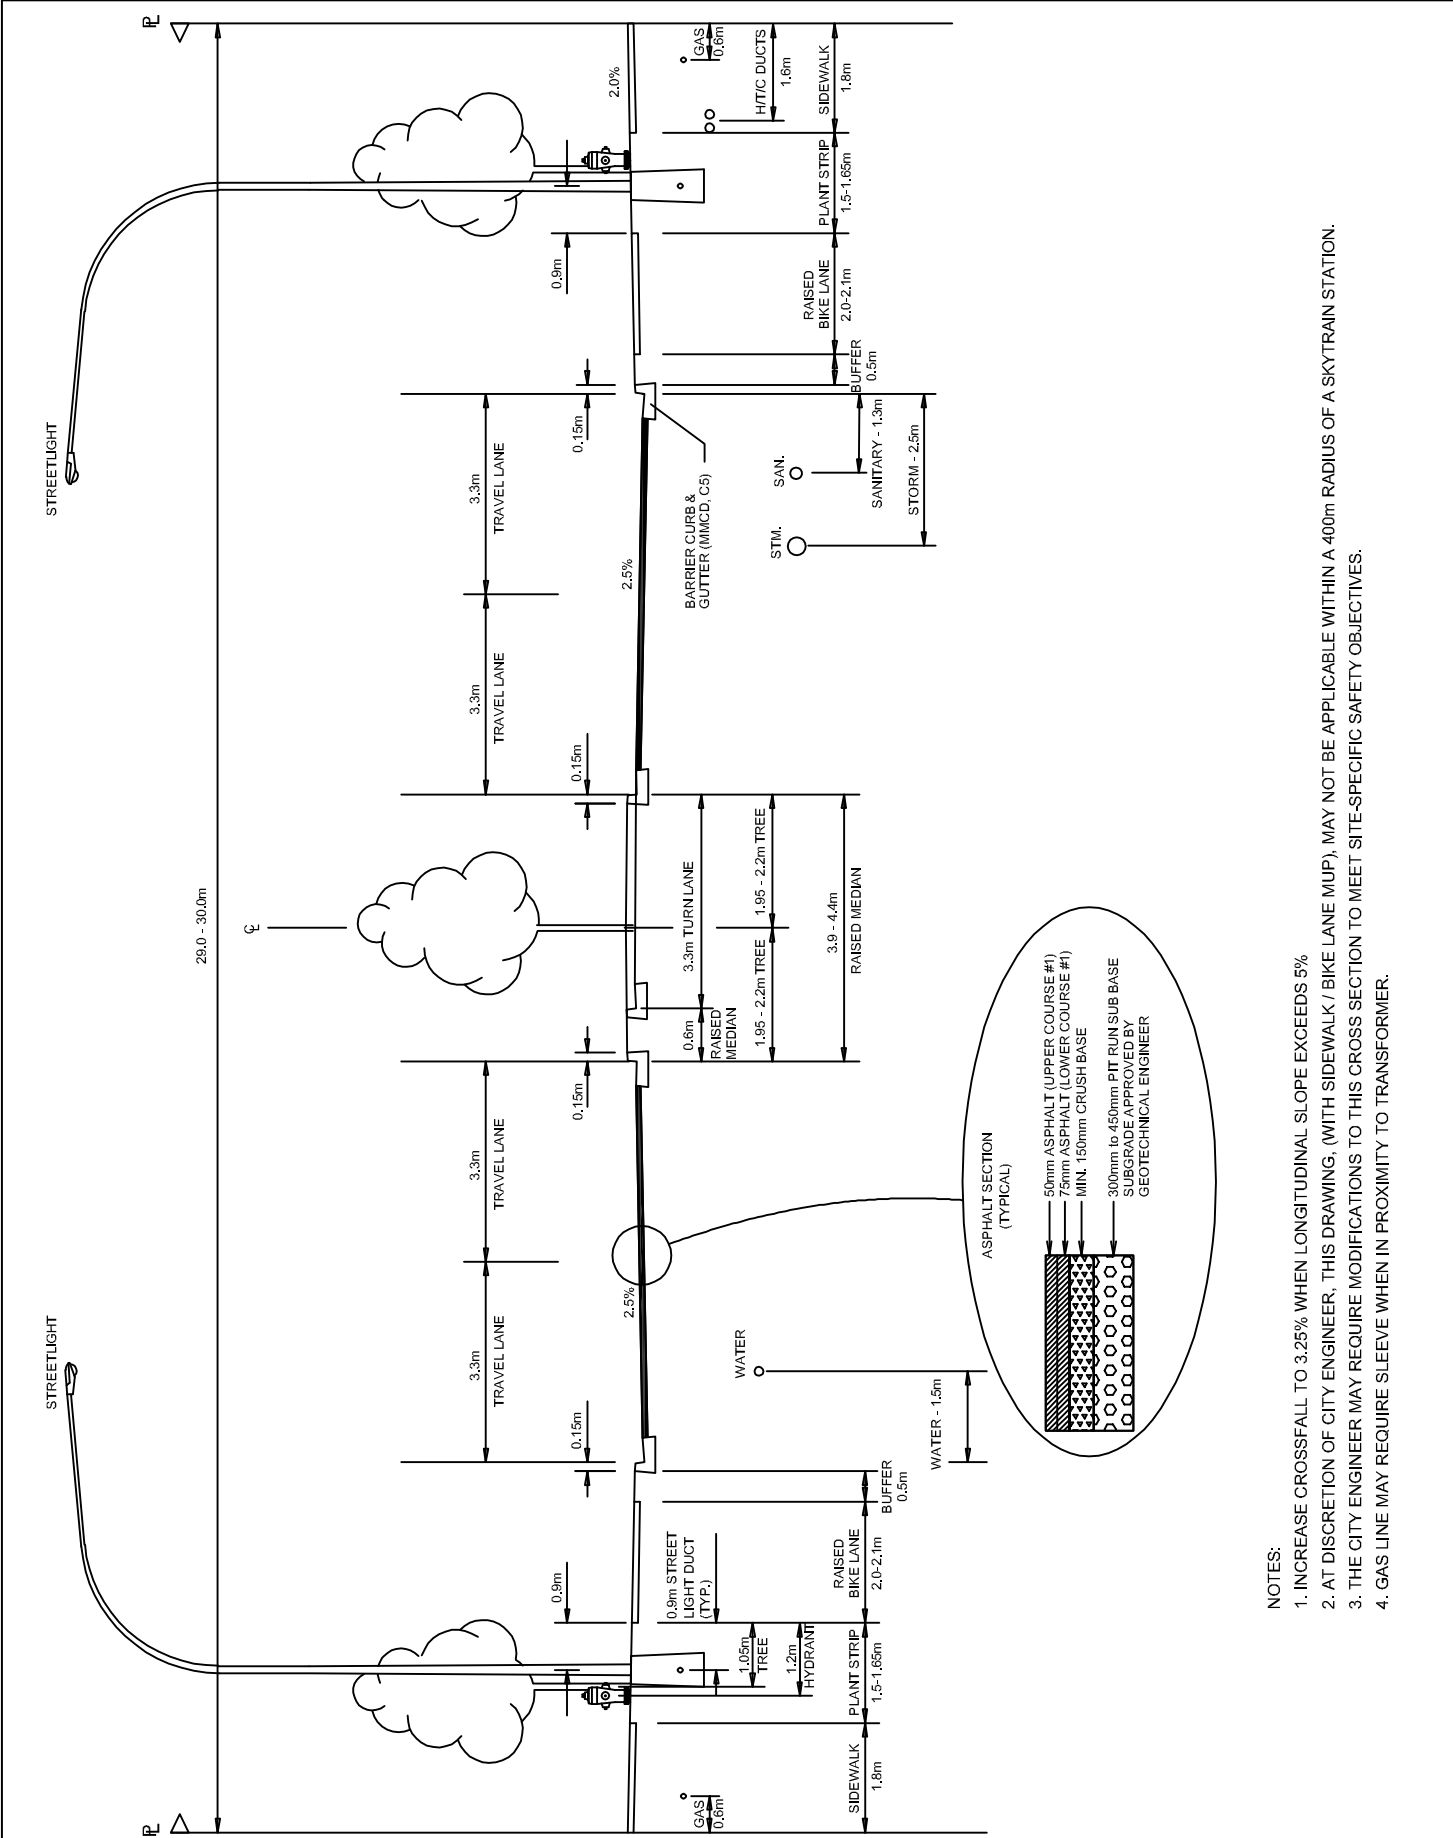 ℄
29.0 - 30.0m
℄
STREETLIGHT
STREETLIGHT
3.3m
TRAVEL LANE
3.3m
TRAVEL LANE
3.3m
TRAVEL LANE
3.3m
TRAVEL LANE
0.9m
0.15m
0.15m
0.15m
0.15m
0.9m
2.5%
2.5%
2.0%
GAS
0.6m
0.9m STREET
LIGHT DUCT
(TYP.)
1.05m
TREE
1.2m
HYDRANT
WATER
0.6m
RAISED
MEDIAN
3.3m TURN LANE
1.95 - 2.2m TREE
1.95 - 2.2m TREE
3.9 - 4.4m
RAISED MEDIAN
BARRIER CURB &
GUTTER (MMCD, C5)
STM.
SAN.
GAS
0.6m
H/T/C DUCTS
1.6m
SIDEWALK
1.8m
PLANT STRIP
1.5-1.65m
RAISED
BIKE LANE
2.0-2.1m
BUFFER
0.5m
WATER - 1.5m
SANITARY - 1.3m
STORM - 2.5m
BUFFER
0.5m
RAISED
BIKE LANE
2.0-2.1m
PLANT STRIP
1.5-1.65m
SIDEWALK
1.8m
ASPHALT SECTION
(TYPICAL)
50mm ASPHALT (UPPER COURSE #1)
75mm ASPHALT (LOWER COURSE #1)
MIN. 150mm CRUSH BASE
300mm to 450mm PIT RUN SUB BASE
SUBGRADE APPROVED BY
GEOTECHNICAL ENGINEER
NOTES:
1. INCREASE CROSSFALL TO 3.25% WHEN LONGITUDINAL SLOPE EXCEEDS 5%
2. AT DISCRETION OF CITY ENGINEER, THIS DRAWING, (WITH SIDEWALK / BIKE LANE MUP), MAY NOT BE APPLICABLE WITHIN A 400m RADIUS OF A SKYTRAIN STATION.
3. THE CITY ENGINEER MAY REQUIRE MODIFICATIONS TO THIS CROSS SECTION TO MEET SITE-SPECIFIC SAFETY OBJECTIVES.
4. GAS LINE MAY REQUIRE SLEEVE WHEN IN PROXIMITY TO TRANSFORMER.